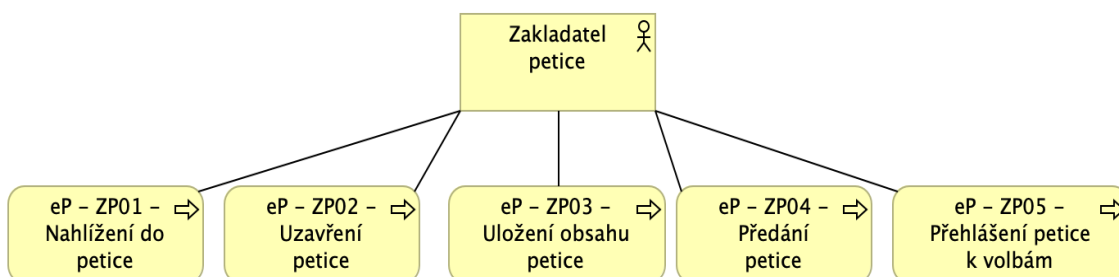 Zakladatel
petice
eP – ZP01 –
Nahlížení do
petice
eP – ZP02 –
Uzavření
petice
eP – ZP03 –
Uložení obsahu
petice
eP – ZP04 –
Předání
petice
eP – ZP05 –
Přehlášení petice
k volbám